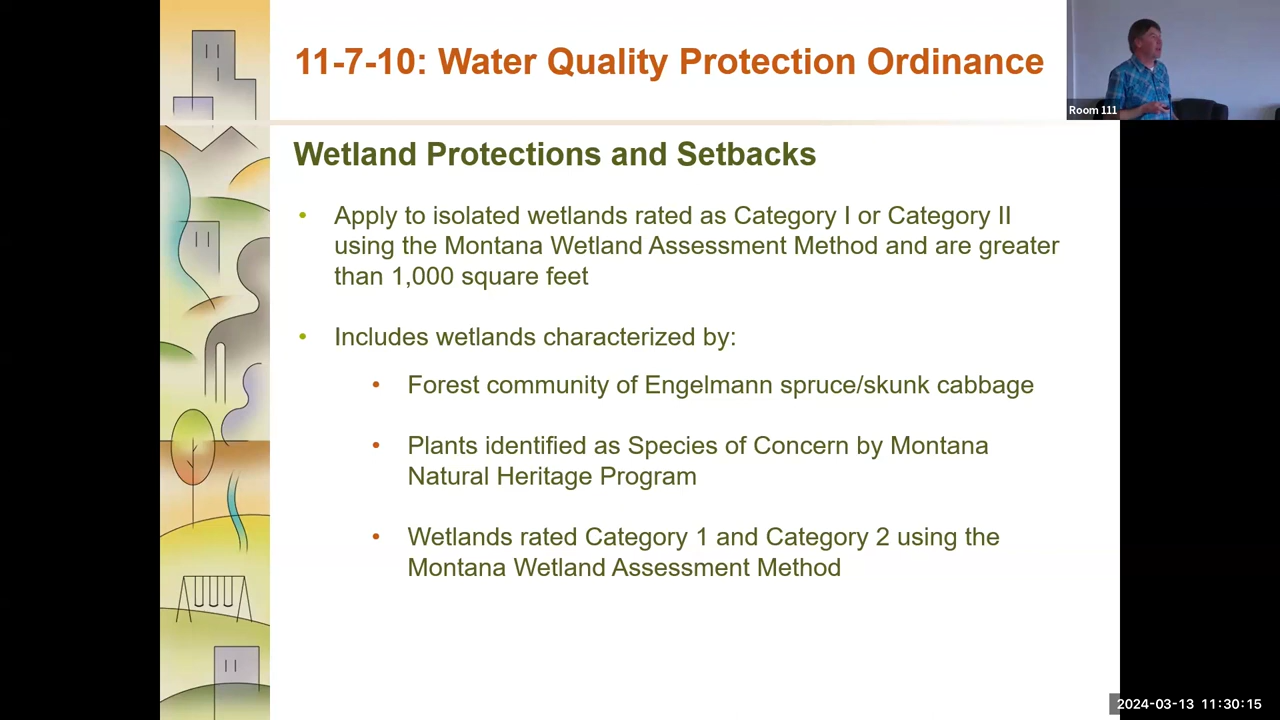 11-7-10: Water Quality Protection Ordinance
Room 111
Wetland Protections and Setbacks
• Apply to isolated wetlands rated as Category I or Category II
using the Montana Wetland Assessment Method and are greater
than 1,000 square feet
• Includes wetlands characterized by:
• Forest community of Engelmann spruce/skunk cabbage
• Plants identified as Species of Concern by Montana
Natural Heritage Program
• Wetlands rated Category 1 and Category 2 using the
Montana Wetland Assessment Method
2024-03-13 11:30:15